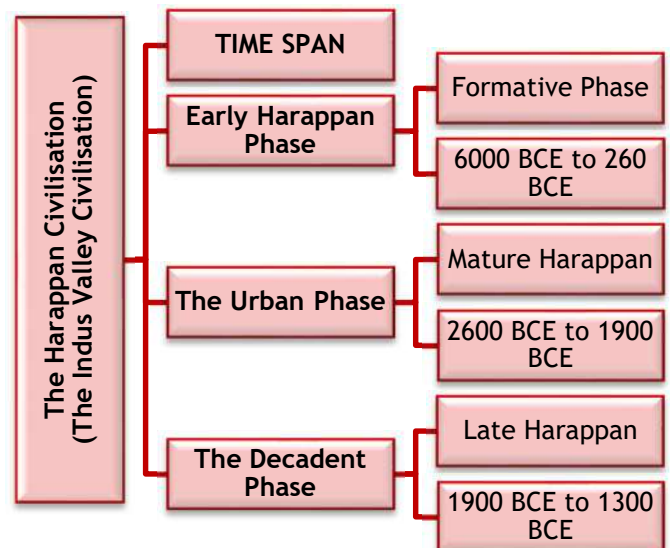 The Harappan Civilisation
(The Indus Valley Civilisation)
TIME SPAN
Early Harappan
Phase
Formative Phase
6000 BCE to 260
BCE
The Urban Phase
Mature Harappan
2600 BCE to 1900
BCE
The Decadent
Phase
Late Harappan
1900 BCE to 1300
BCE